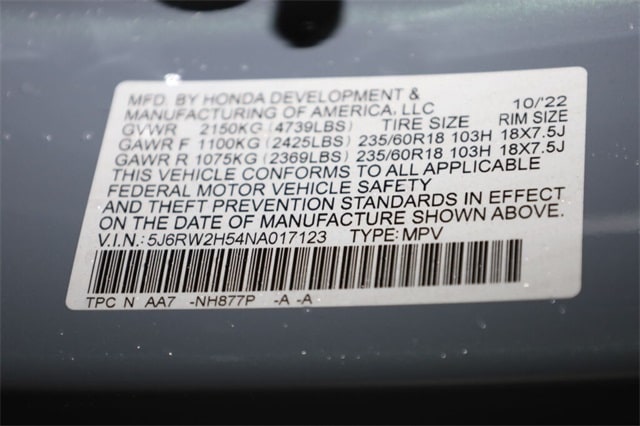 MFD. BY HONDA DEVELOPMENT &
MANUFACTURING OF AMERICA, LLC 10/'22
GVWR 2150KG (4739LBS) TIRE SIZE RIM SIZE
GAWR F 1100KG (2425LBS) 235/60R18 103H 18X7.5J
GAWR R 1075KG (2369LBS) 235/60R18 103H 18X7.5J
THIS VEHICLE CONFORMS TO ALL APPLICABLE
FEDERAL MOTOR VEHICLE SAFETY
AND THEFT PREVENTION STANDARDS IN EFFECT
ON THE DATE OF MANUFACTURE SHOWN ABOVE.
V.I.N.: 5J6RW2H54NA017123 TYPE: MPV
TPC N AA7 -NH877P -A -A